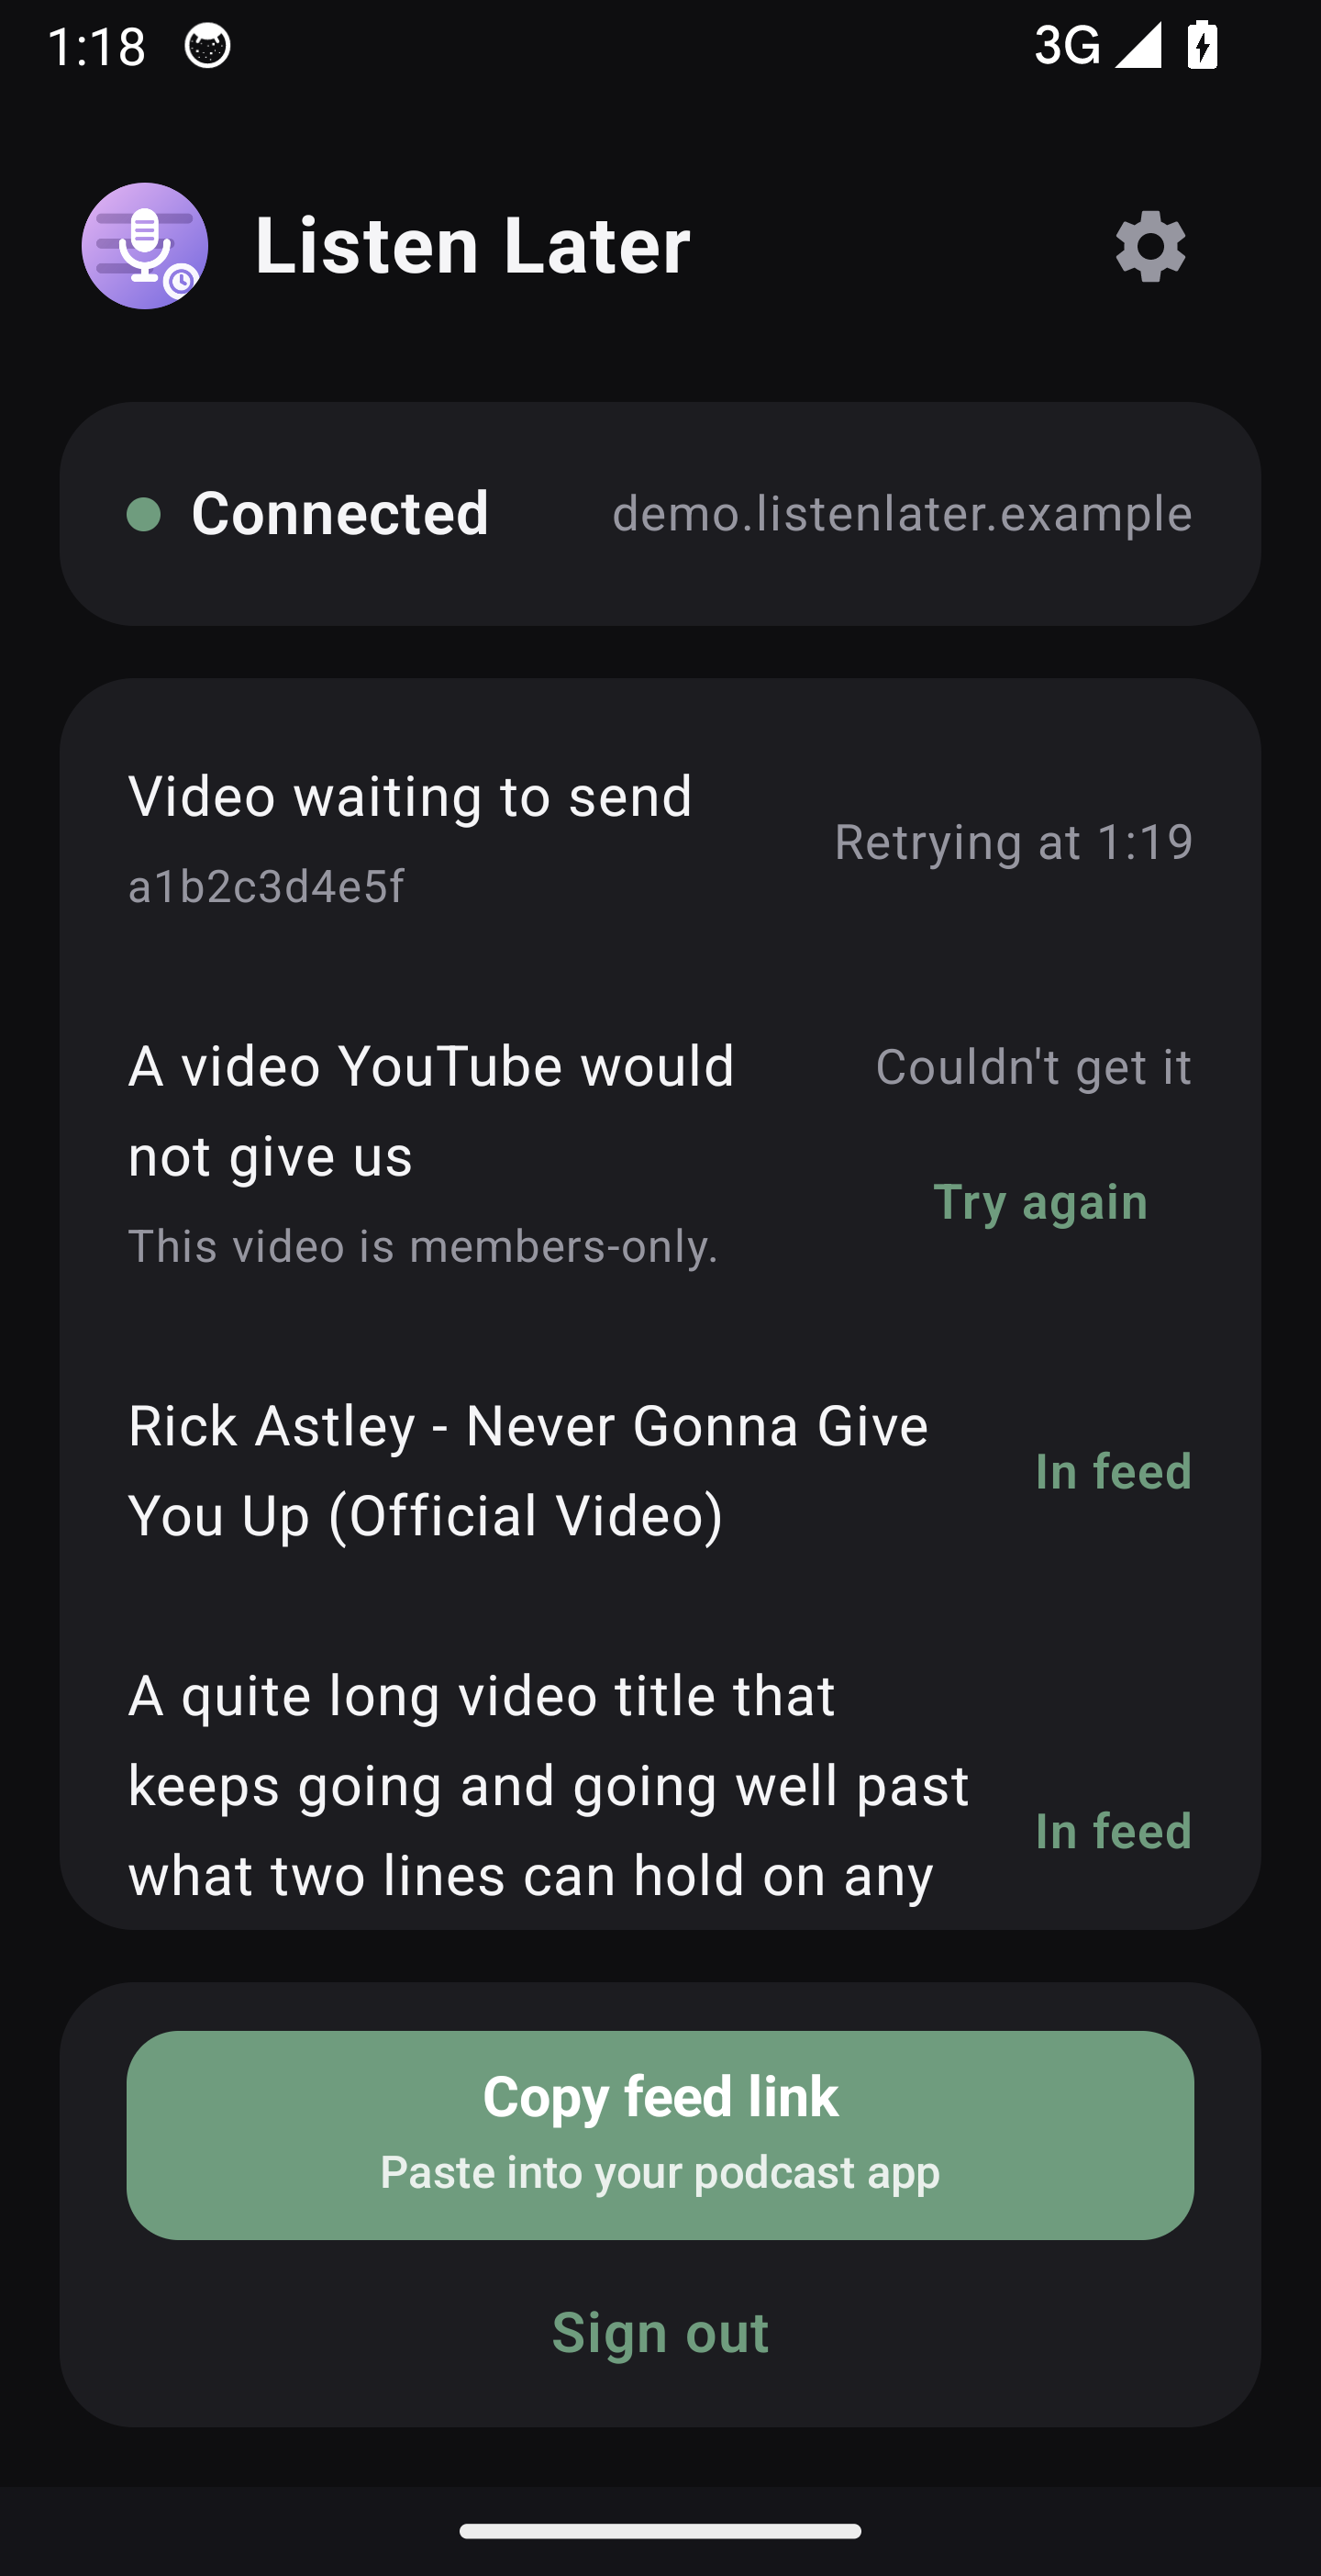 1:18
3G
Listen Later
Connected
demo.listenlater.example
Video waiting to send
a1b2c3d4e5f
Retrying at 1:19
A video YouTube would
not give us
This video is members-only.
Couldn't get it
Try again
Rick Astley - Never Gonna Give
You Up (Official Video)
In feed
A quite long video title that
keeps going and going well past
what two lines can hold on any
In feed
Copy feed link
Paste into your podcast app
Sign out